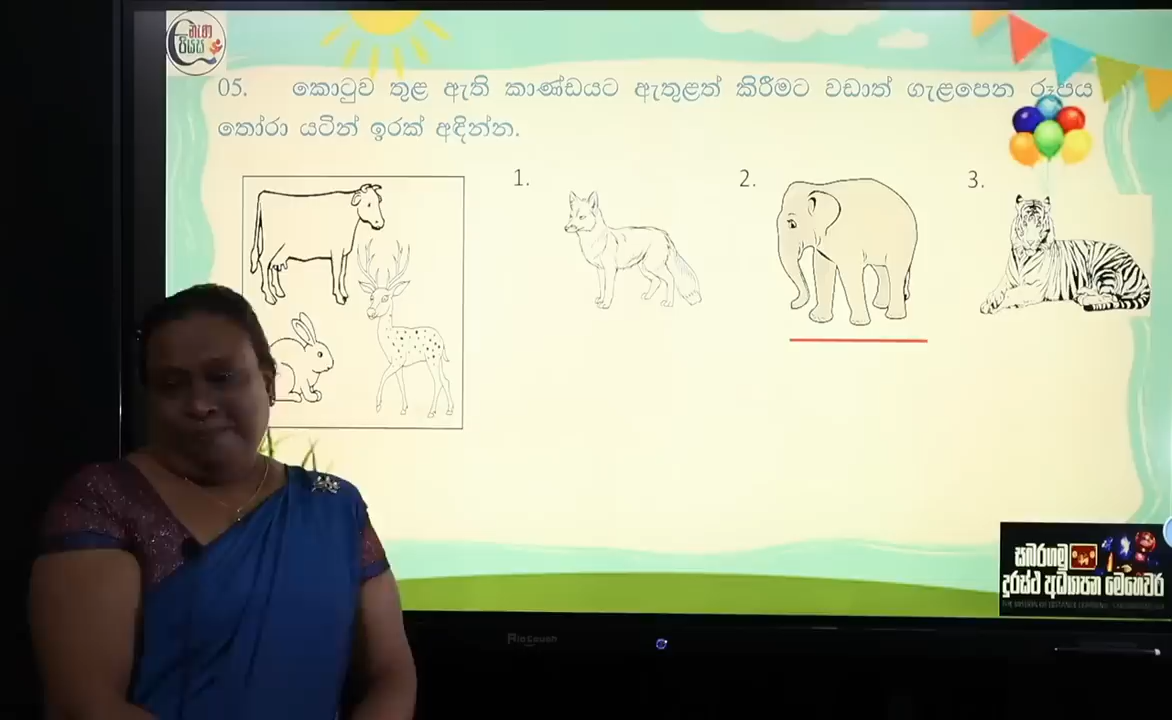 නැණ
පියස
05. කොටුව තුළ ඇති කාණ්ඩයට ඇතුළත් කිරීමට වඩාත් ගැළපෙන රූපය
තෝරා යටින් ඉරක් අඳින්න.
1.
2.
3.
සබරගමු
දුරස්ථ අධ්‍යාපන මෙහෙවර